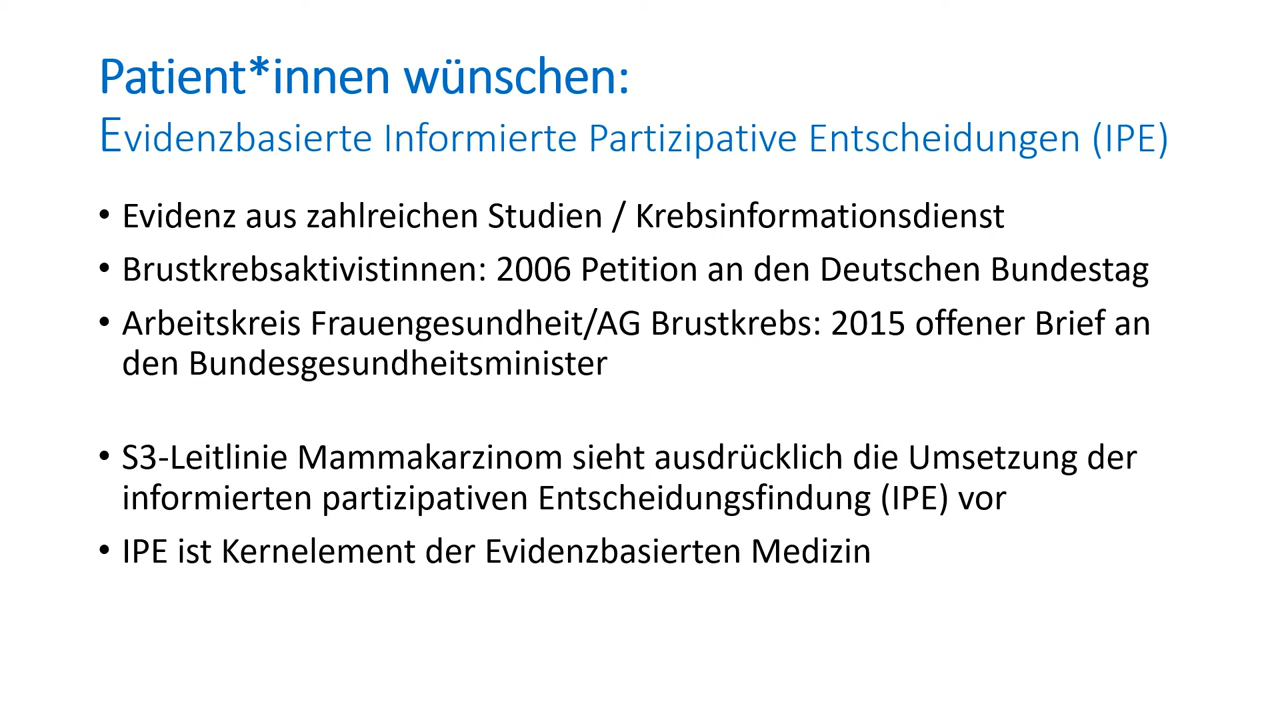 Patient*innen wünschen:
Evidenzbasierte Informierte Partizipative Entscheidungen (IPE)
• Evidenz aus zahlreichen Studien / Krebsinformationsdienst
• Brustkrebsaktivistinnen: 2006 Petition an den Deutschen Bundestag
• Arbeitskreis Frauengesundheit/AG Brustkrebs: 2015 offener Brief an
den Bundesgesundheitsminister
• S3-Leitlinie Mammakarzinom sieht ausdrücklich die Umsetzung der
informierten partizipativen Entscheidungsfindung (IPE) vor
• IPE ist Kernelement der Evidenzbasierten Medizin